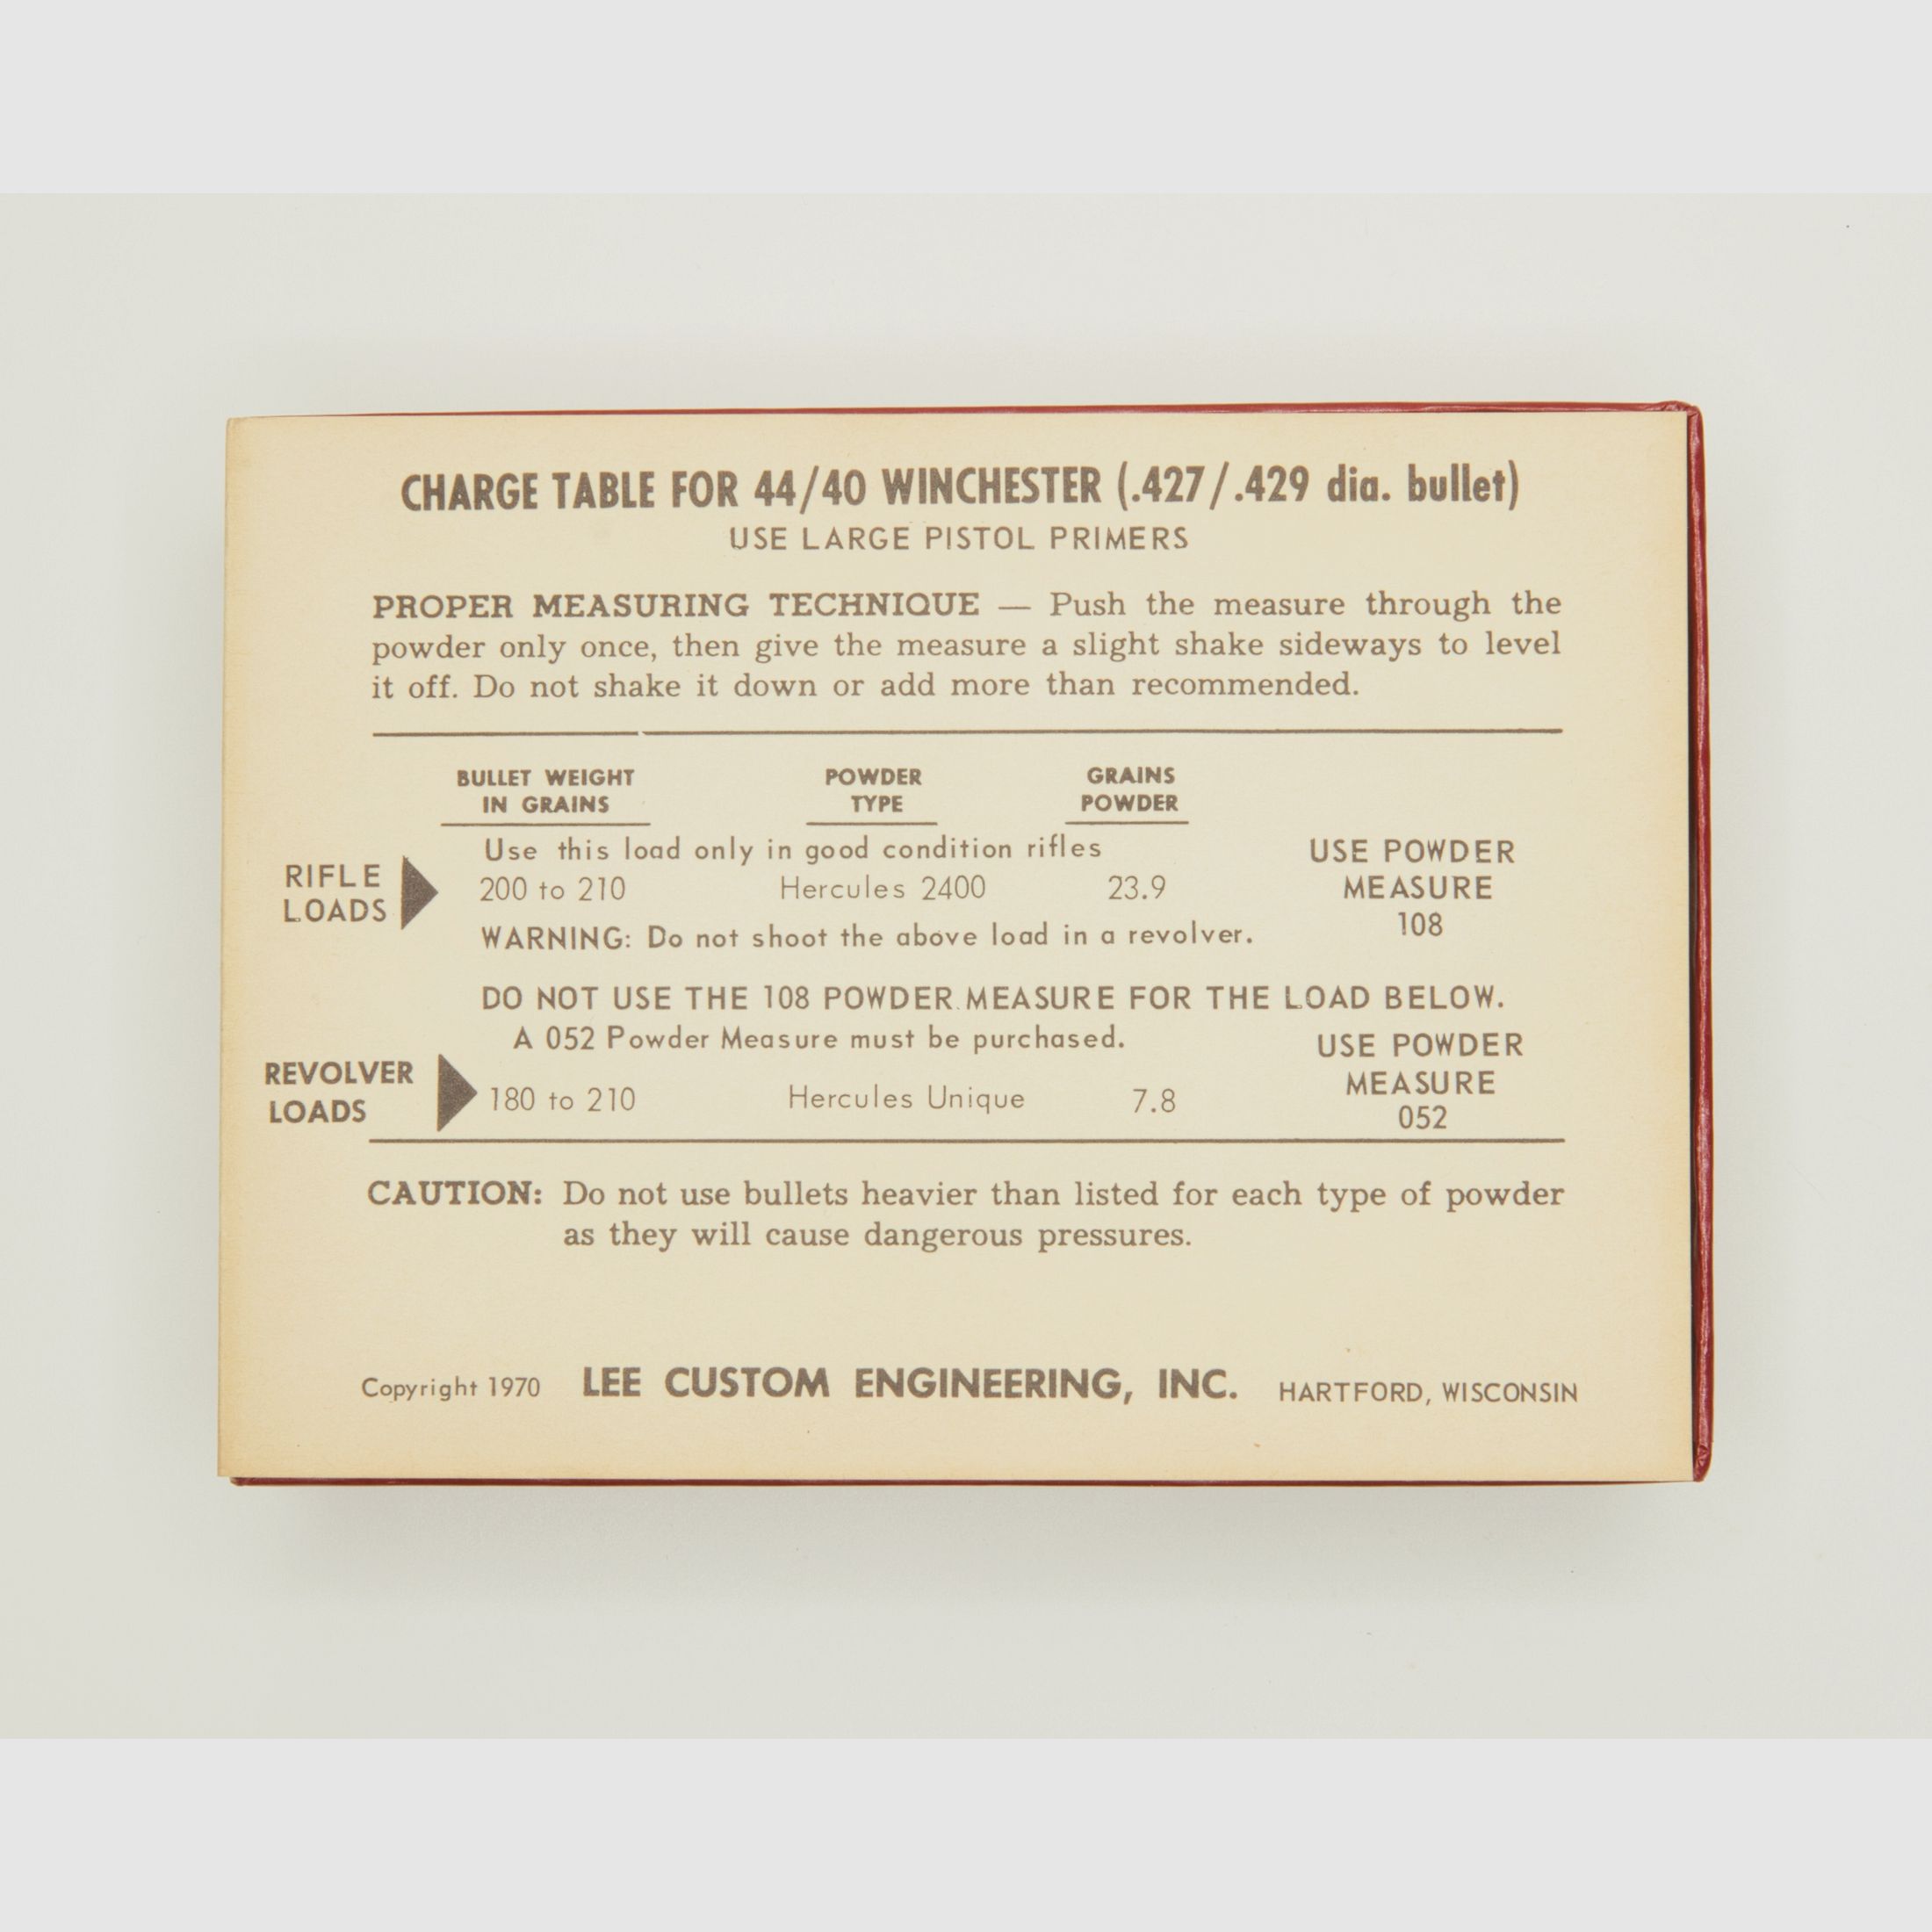 CHARGE TABLE FOR 44/40 WINCHESTER (.427/.429 dia. bullet)
USE LARGE PISTOL PRIMERS
PROPER MEASURING TECHNIQUE — Push the measure through the
powder only once, then give the measure a slight shake sideways to level
it off. Do not shake it down or add more than recommended.
BULLET WEIGHT
IN GRAINS
POWDER
TYPE
GRAINS
POWDER
RIFLE
LOADS
Use this load only in good condition rifles
200 to 210 Hercules 2400 23.9
WARNING: Do not shoot the above load in a revolver.
USE POWDER
MEASURE
108
DO NOT USE THE 108 POWDER MEASURE FOR THE LOAD BELOW.
A 052 Powder Measure must be purchased.
REVOLVER
LOADS
180 to 210 Hercules Unique 7.8
USE POWDER
MEASURE
052
CAUTION: Do not use bullets heavier than listed for each type of powder
as they will cause dangerous pressures.
Copyright 1970 LEE CUSTOM ENGINEERING, INC. HARTFORD, WISCONSIN